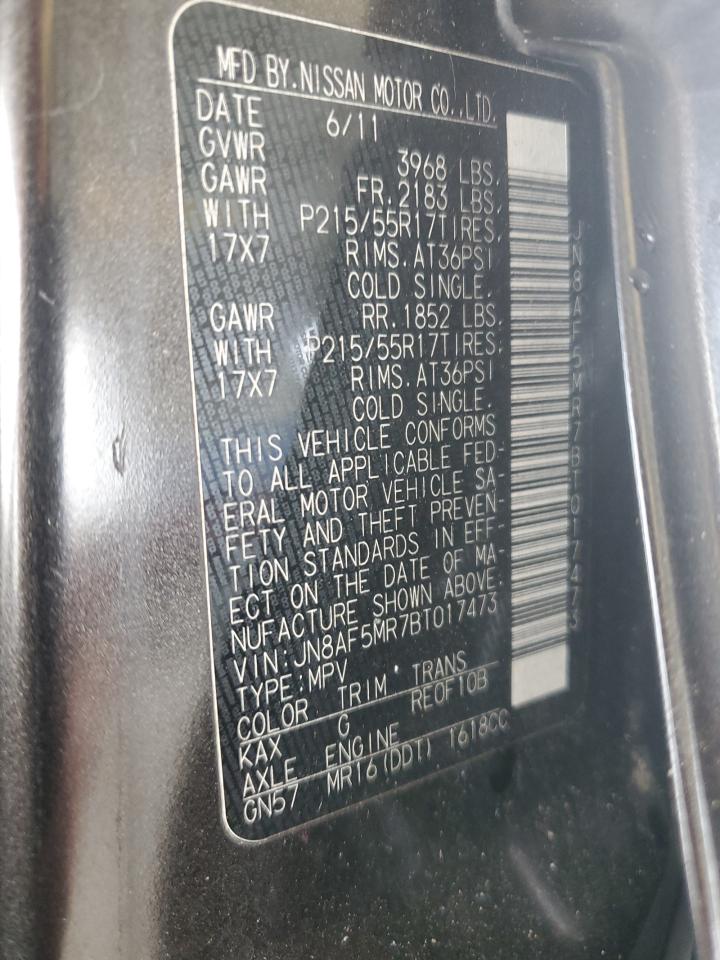 MFD BY.NISSAN MOTOR CO.,LTD.
DATE 6/11
GVWR 3968 LBS.
GAWR FR.2183 LBS.
WITH P215/55R17TIRES,
17X7 RIMS.AT36PSI
COLD SINGLE.
GAWR RR.1852 LBS.
WITH P215/55R17TIRES,
17X7 RIMS.AT36PSI
COLD SINGLE.
THIS VEHICLE CONFORMS
TO ALL APPLICABLE FED-
ERAL MOTOR VEHICLE SA-
FETY AND THEFT PREVEN-
TION STANDARDS IN EFF-
ECT ON THE DATE OF MA-
NUFACTURE SHOWN ABOVE.
VIN:JN8AF5MR7BT017473
TYPE:MPV
COLOR TRIM TRANS
KAX G RE0F10B
AXLE ENGINE
GN57 MR16(DDT) 1618CC
JN8AF5MR7BT017473